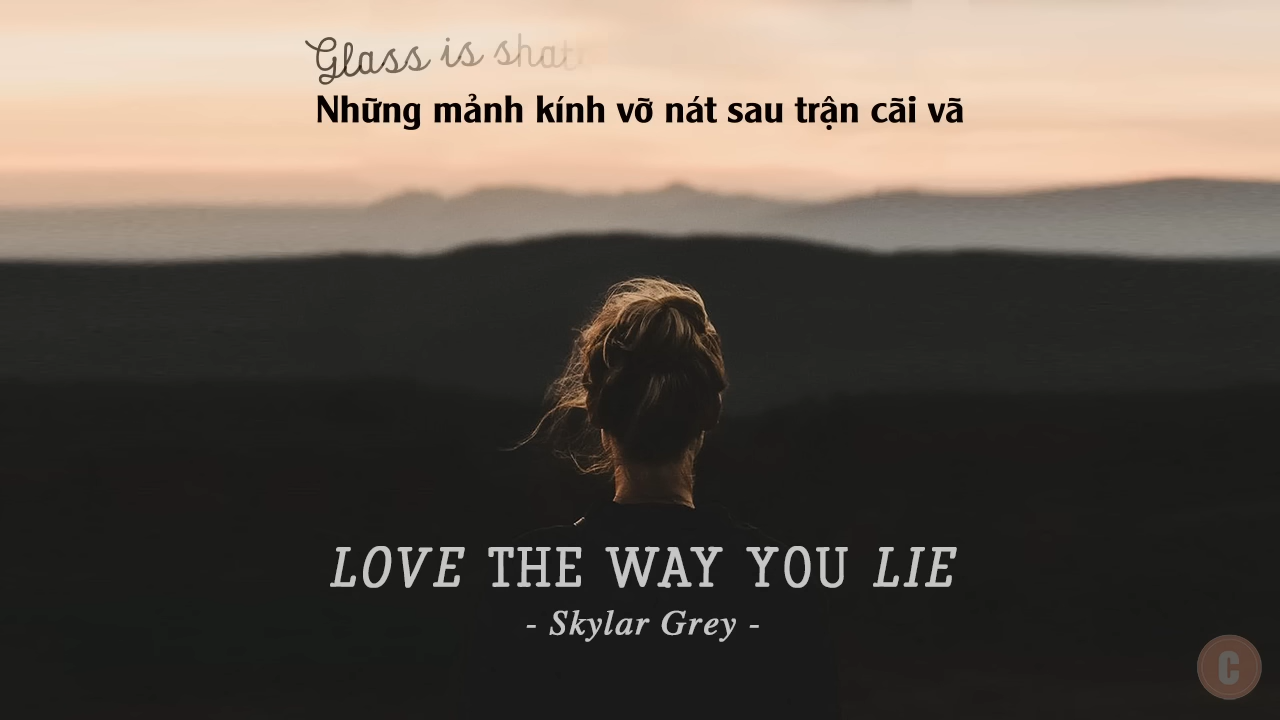 Glass is shatt
Những mảnh kính vỡ nát sau trận cãi vã
LOVE THE WAY YOU LIE
- Skylar Grey -
C